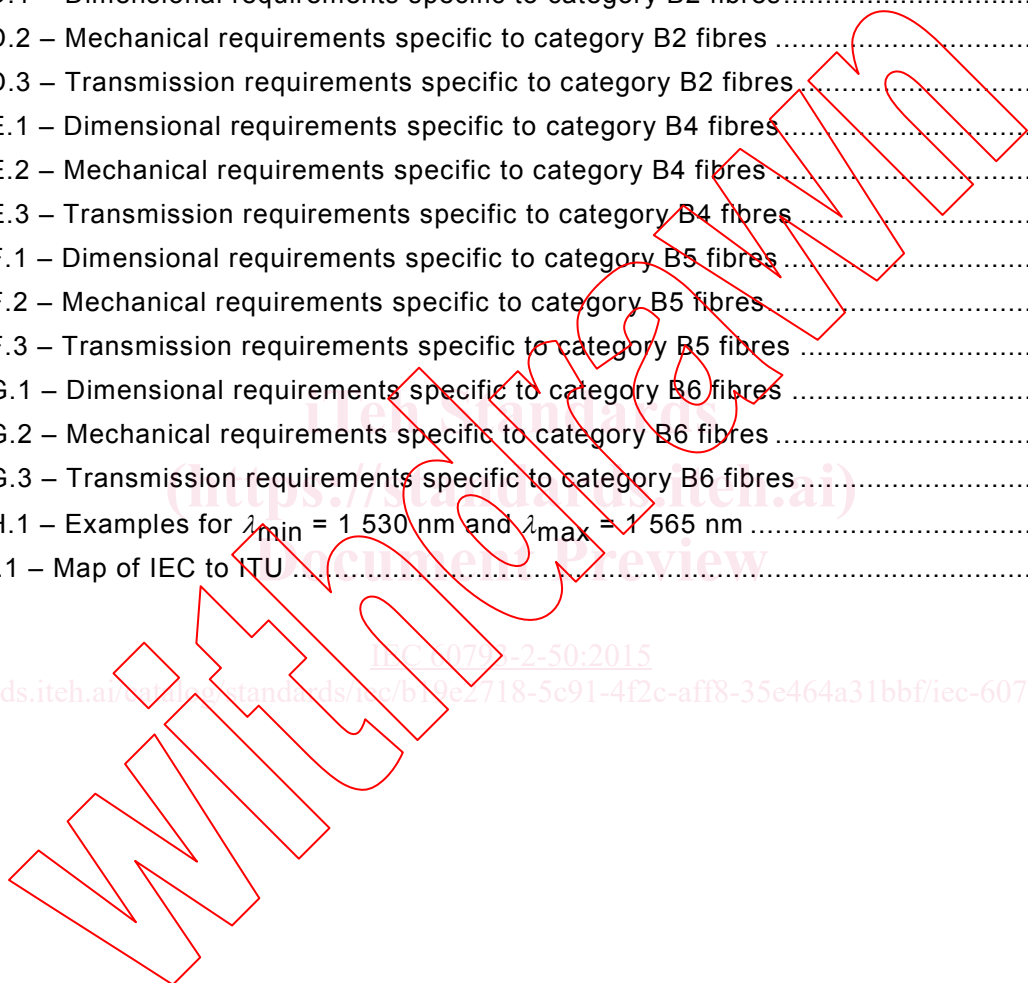 D.1 – Dimensional requirements specific to category B2 fibres
D.2 – Mechanical requirements specific to category B2 fibres
D.3 – Transmission requirements specific to category B2 fibres
E.1 – Dimensional requirements specific to category B4 fibres
E.2 – Mechanical requirements specific to category B4 fibres
E.3 – Transmission requirements specific to category B4 fibres
F.1 – Dimensional requirements specific to category B5 fibres
F.2 – Mechanical requirements specific to category B5 fibres
F.3 – Transmission requirements specific to category B5 fibres
G.1 – Dimensional requirements specific to category B6 fibres
iTeh Standards
G.2 – Mechanical requirements specific to category B6 fibres
G.3 – Transmission requirements specific to category B6 fibres
(https://standards.iteh.ai)
H.1 – Examples for λmin = 1 530 nm and λmax = 1 565 nm
Document Preview
.1 – Map of IEC to ITU
IEC 60793-2-50:2015
ds.iteh.ai/catalog/standards/iec/b19e2718-5c91-4f2c-aff8-35e464a31bbf/iec-607
withdrawn